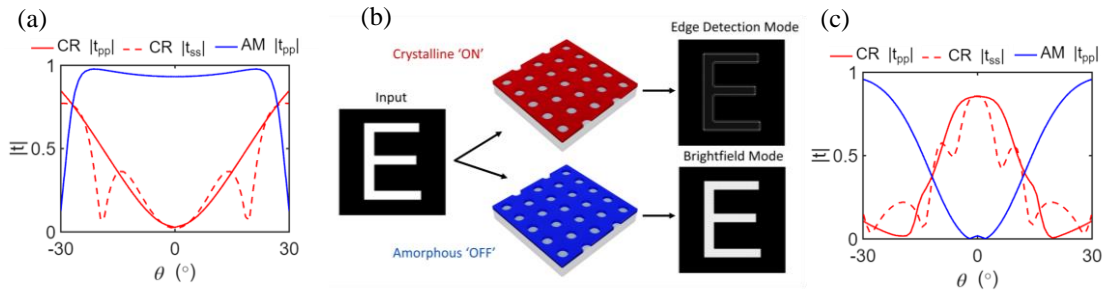 (a)
CR |tpp| CR |tss| AM |tpp|
1
0.5
0
|t|
-30 0 30
θ (°)
(b)
Crystalline ‘ON’
Edge Detection Mode
Input
E
E
Brightfield Mode
E
Amorphous ‘OFF’
(c)
CR |tpp| CR |tss| AM |tpp|
1
0.5
0
|t|
-30 0 30
θ (°)